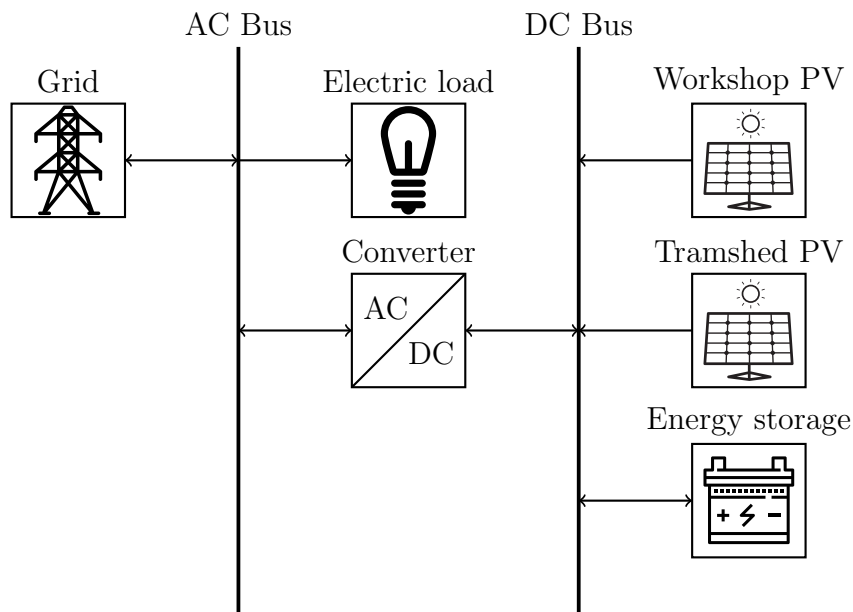 AC Bus
DC Bus
Grid
Electric load
Workshop PV
Converter
AC
DC
Tramshed PV
Energy storage